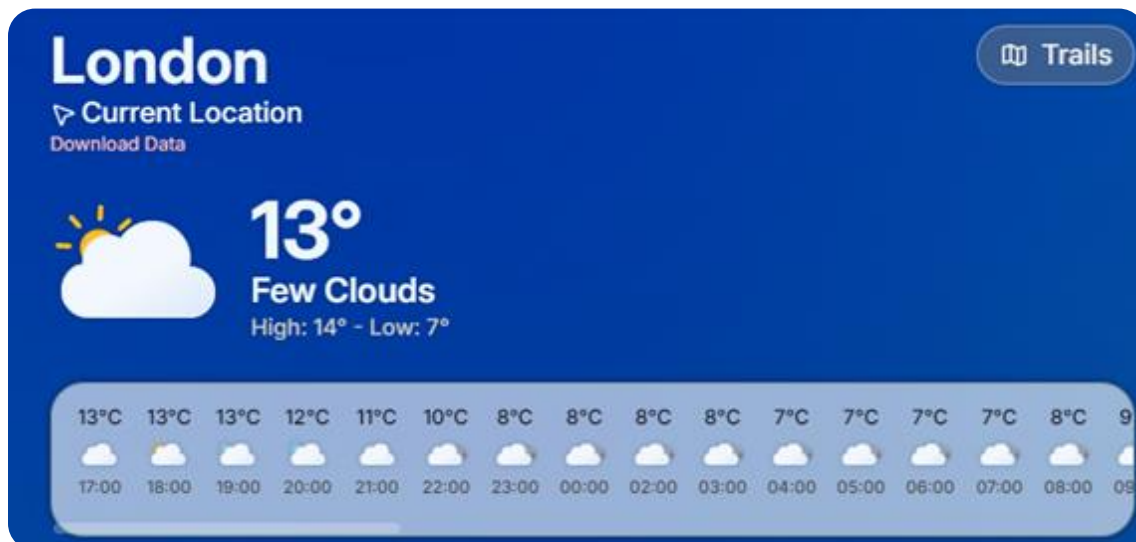 London
Trails
Current Location
Download Data
13°
Few Clouds
High: 14° - Low: 7°
13°C 13°C 13°C 12°C 11°C 10°C 8°C 8°C 8°C 8°C 7°C 7°C 7°C 7°C 8°C 9
17:00 18:00 19:00 20:00 21:00 22:00 23:00 00:00 02:00 03:00 04:00 05:00 06:00 07:00 08:00 09